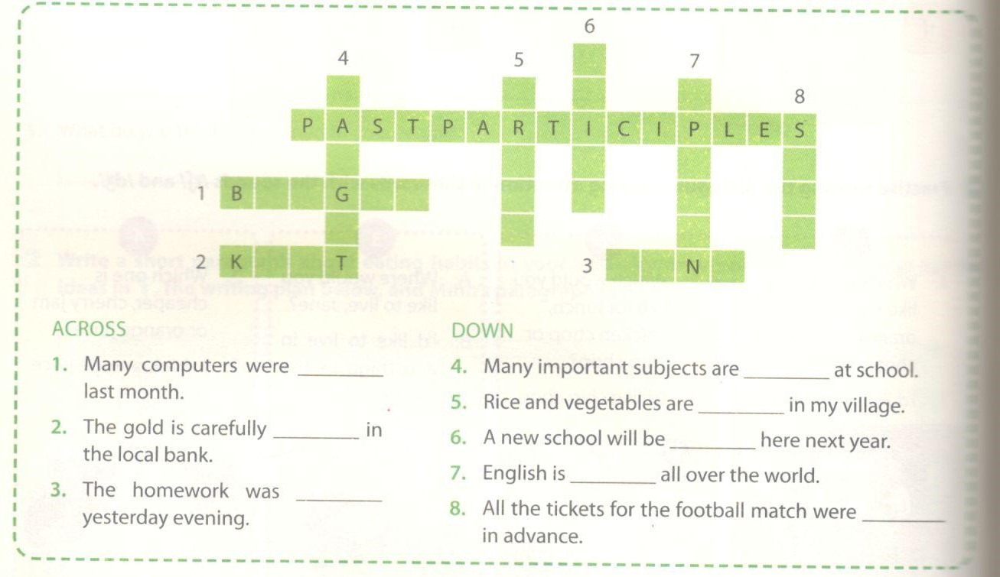 6
4
5
7
8
P A S T P A R T I C I P L E S
1 B G
2 K T
3 N
ACROSS
1. Many computers were ________
last month.
2. The gold is carefully ________ in
the local bank.
3. The homework was ________
yesterday evening.
DOWN
4. Many important subjects are ________ at school.
5. Rice and vegetables are ________ in my village.
6. A new school will be ________ here next year.
7. English is ________ all over the world.
8. All the tickets for the football match were ________
in advance.